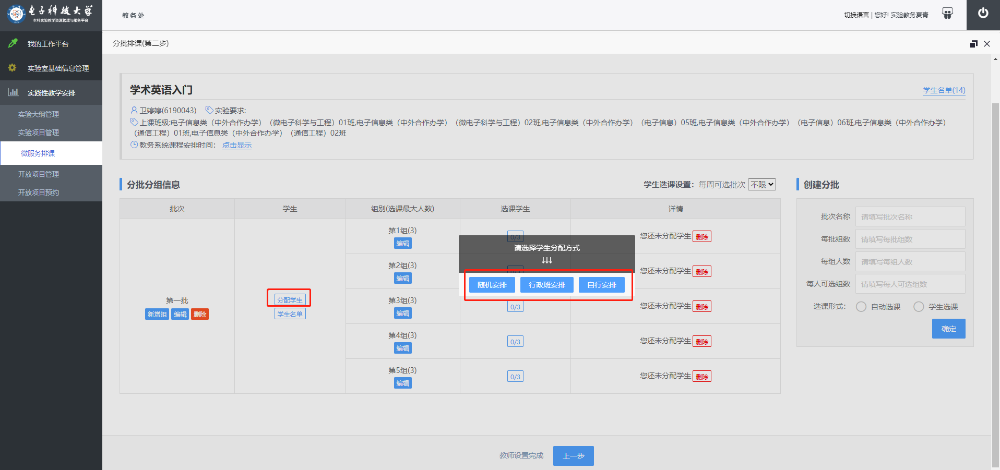 电子科技大学
本科实验教学资源管理与服务平台
教务处
切换语言 | 您好! 实验教务夏青
我的工作平台
实验室基础信息管理
实践性教学安排
实验大纲管理
实验项目管理
微服务排课
开放项目管理
开放项目预约
分批排课(第二步)
学术英语入门
学生名单(14)
卫婷婷(6190043) 实验要求:
上课班级:电子信息类（中外合作办学）（微电子科学与工程）01班,电子信息类（中外合作办学）（微电子科学与工程）02班,电子信息类（中外合作办学）（电子信息）05班,电子信息类（中外合作办学）（电子信息）06班,电子信息类（中外合作办学）
（通信工程）01班,电子信息类（中外合作办学）（通信工程）02班
教务系统课程安排时间： 点击显示
分批分组信息
学生选课设置：每周可选批次 不限
批次 学生 组别(选课最大人数) 选课学生 详情
第一批
新增组 编辑 删除
分配学生
学生名单
第1组(3)
编辑
0/3
您还未分配学生 删除
第2组(3)
编辑
0/3
您还未分配学生 删除
第3组(3)
编辑
0/3
您还未分配学生 删除
第4组(3)
编辑
0/3
您还未分配学生 删除
第5组(3)
编辑
0/3
您还未分配学生 删除
请选择学生分配方式
↓↓↓
随机安排 行政班安排 自行安排
创建分批
批次名称 请填写批次名称
每批组数 请填写每批组数
每组人数 请填写每组人数
每人可选组数 请填写每人可选组数
选课形式： 自动选课 学生选课
确定
教师设置完成 上一步